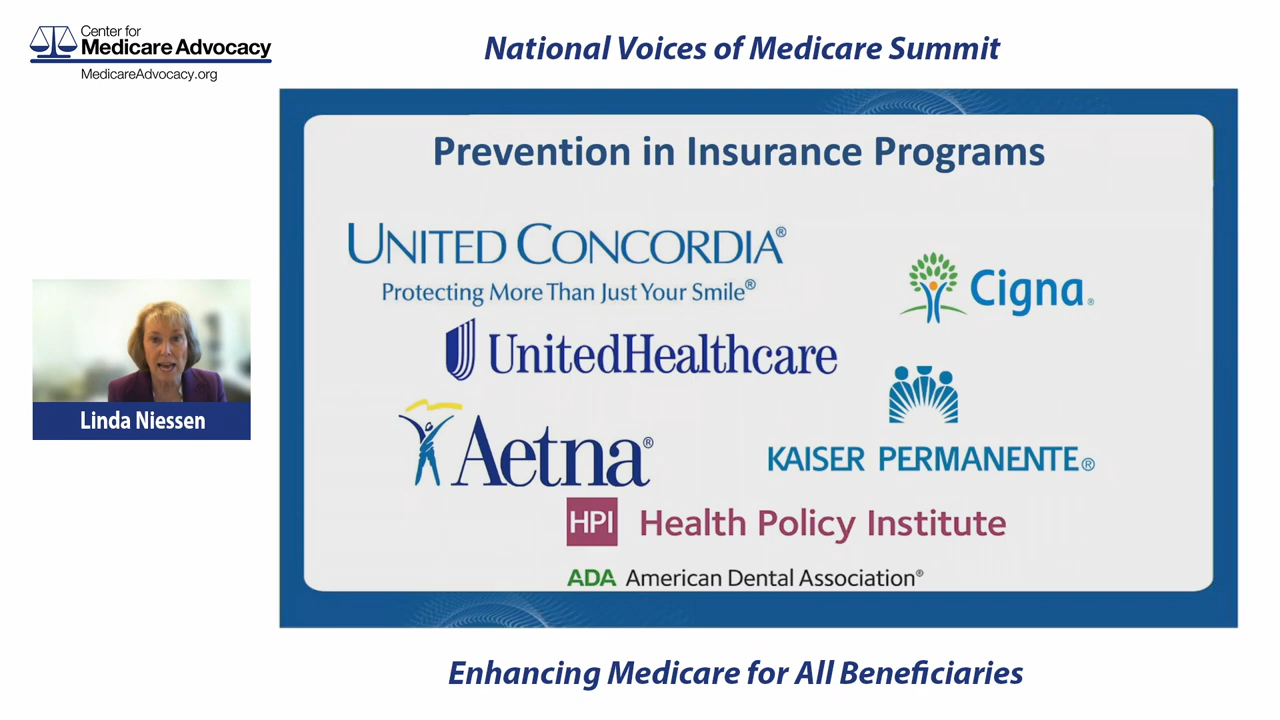 Center for
Medicare Advocacy
MedicareAdvocacy.org
National Voices of Medicare Summit
Prevention in Insurance Programs
UNITED CONCORDIA®
Protecting More Than Just Your Smile®
Cigna®
UnitedHealthcare
Aetna®
KAISER PERMANENTE®
HPI Health Policy Institute
ADA American Dental Association®
Linda Niessen
Enhancing Medicare for All Beneficiaries